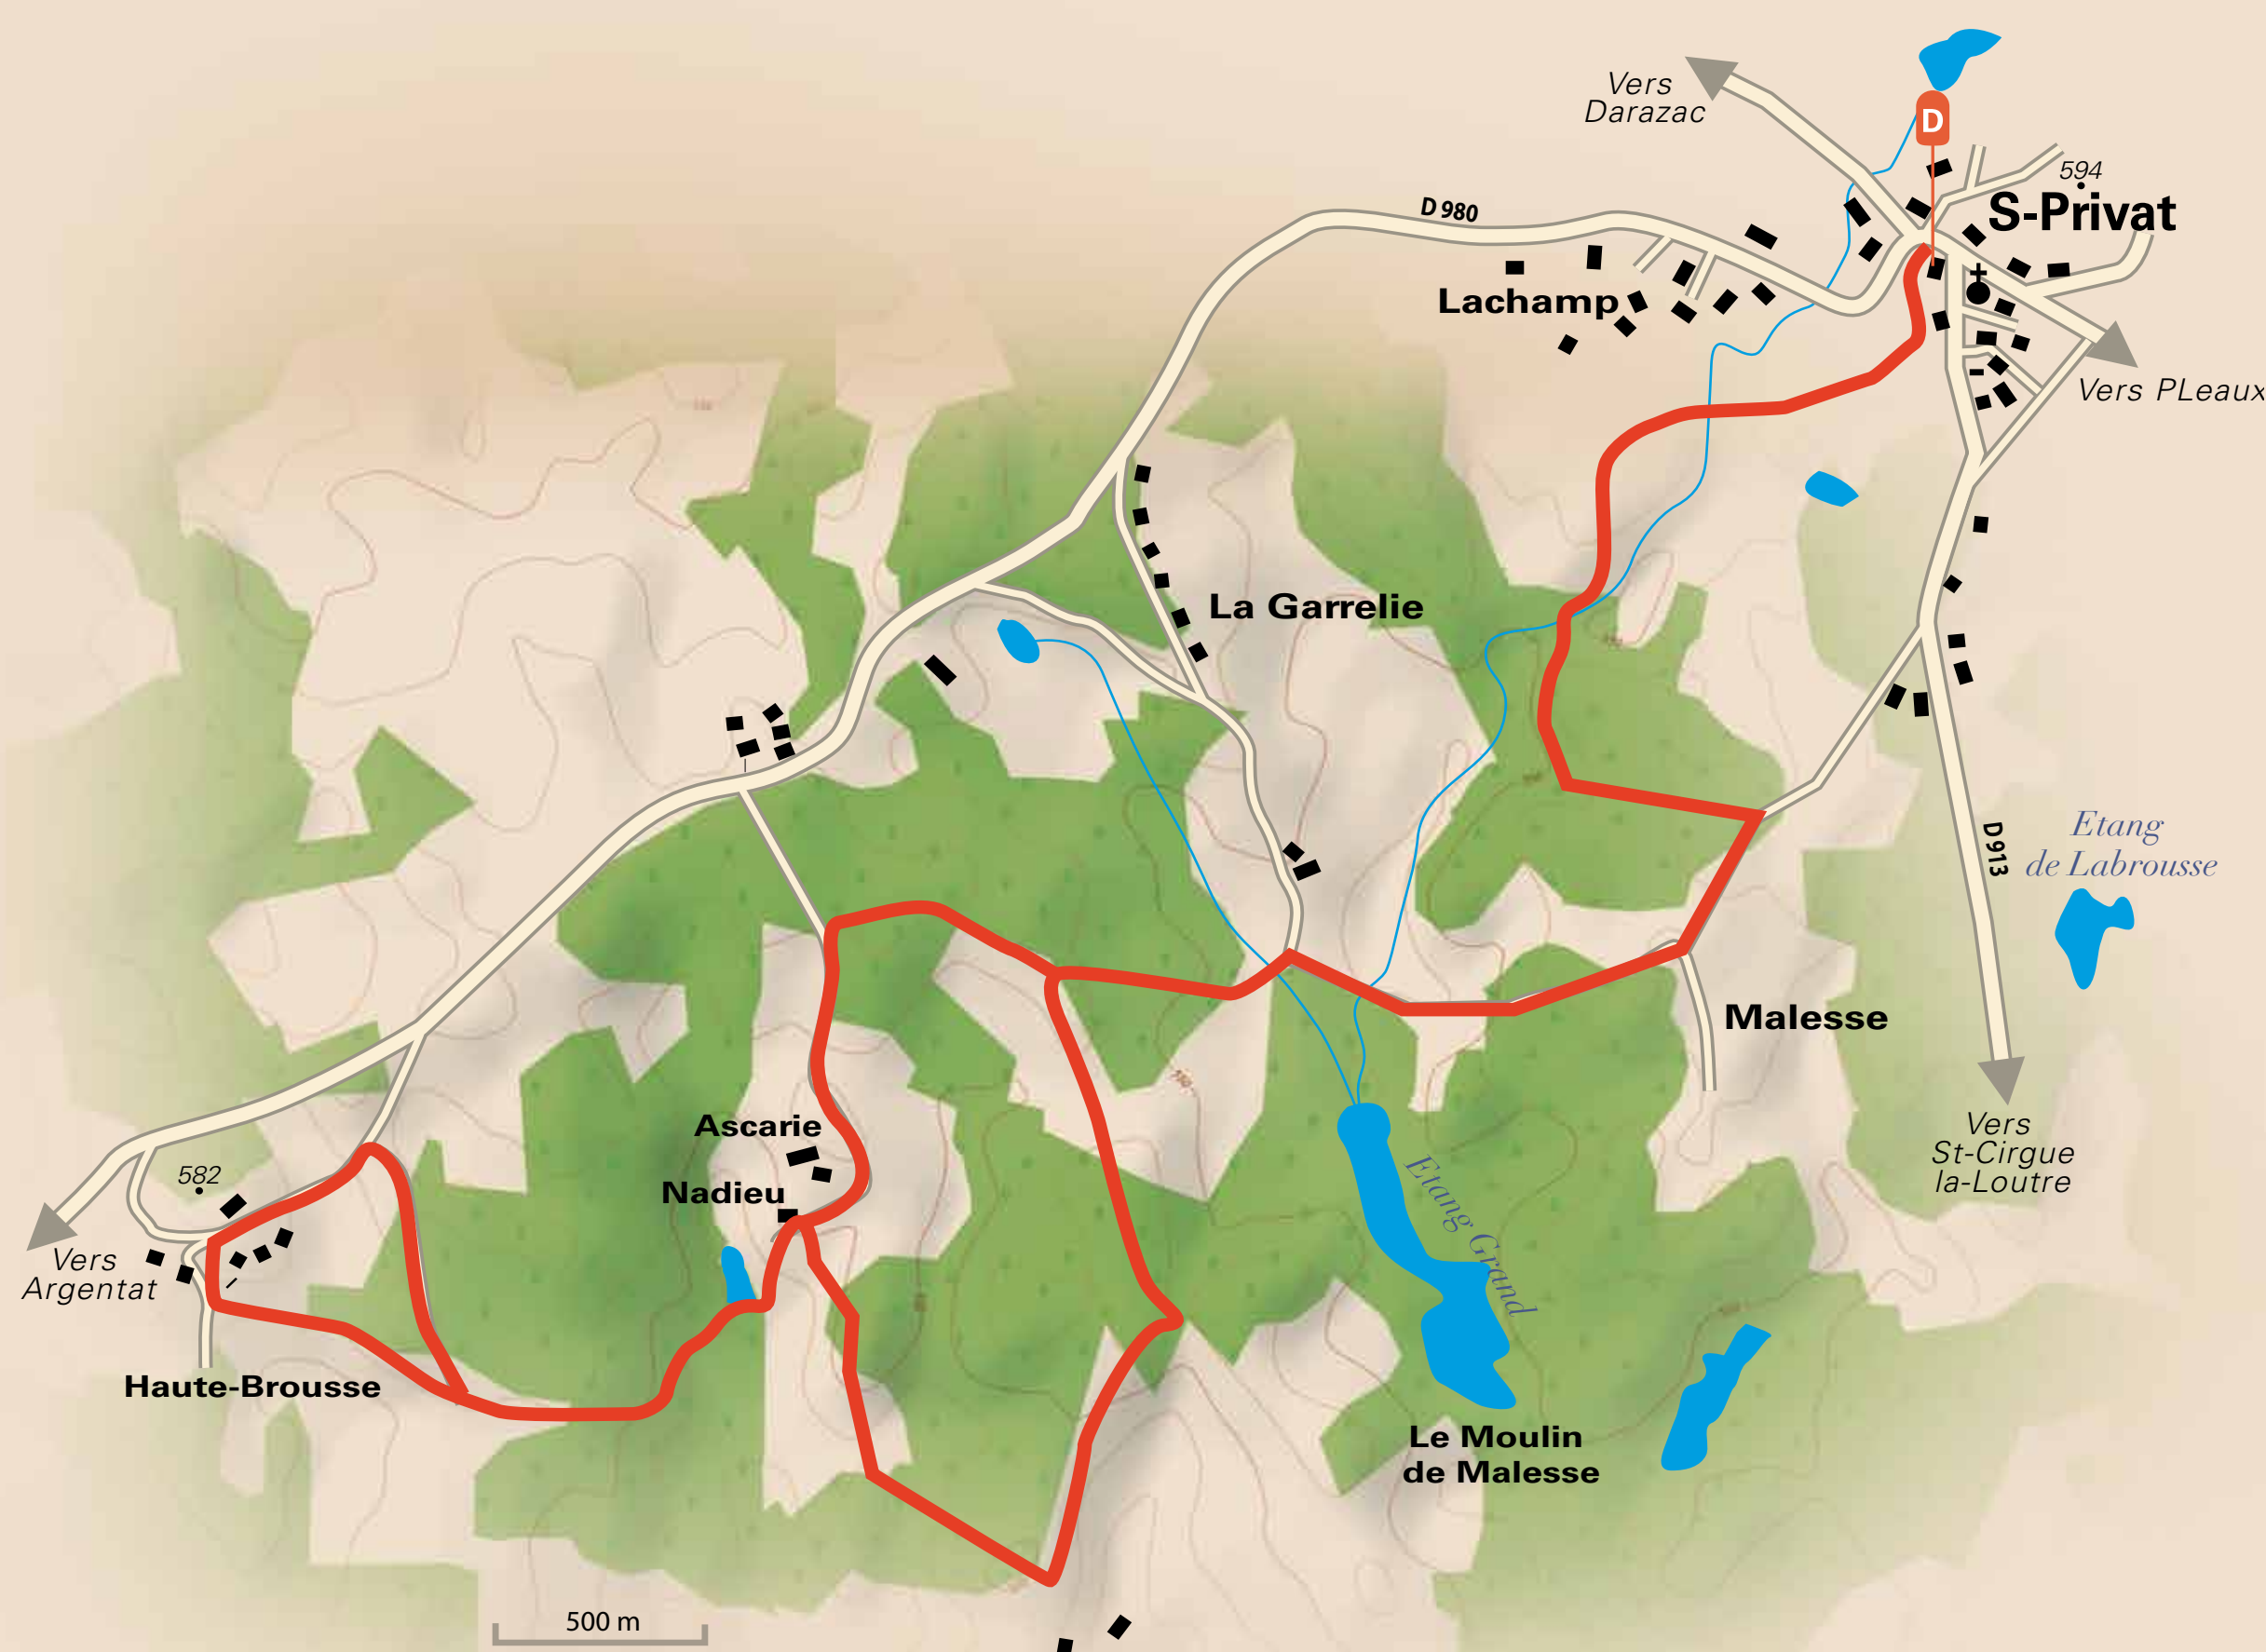 Vers
Darazac
D
594
S-Privat
D 980
Lachamp
Vers PLeaux
La Garrelie
Etang
de Labrousse
D 913
Malesse
Ascarie
Nadieu
582
Vers
Argentat
Haute-Brousse
Etang Grand
Vers
St-Cirgue
la-Loutre
Le Moulin
de Malesse
500 m